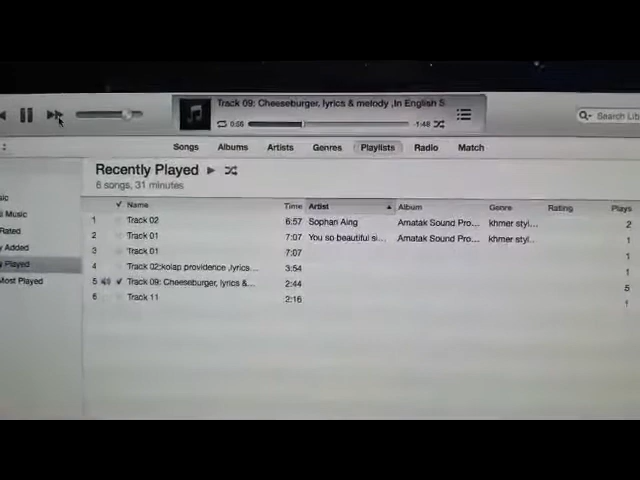 Track 09: Cheeseburger, lyrics & melody ,In English S
0:56 -1:48
Search Lib
Songs Albums Artists Genres Playlists Radio Match
Recently Played
6 songs, 31 minutes
Name Time Artist Album Genre Rating Plays
1 Track 02 6:57 Sophan Aing Amatak Sound Pro... khmer styl... 2
2 Track 01 7:07 You so beautiful si... Amatak Sound Pro... khmer styl... 1
3 Track 01 7:07 1
4 Track 02;kolap providence ,lyrics... 3:54 1
5 Track 09: Cheeseburger, lyrics &... 2:44 5
6 Track 11 2:16 1
sic
l Music
Rated
y Added
y Played
Most Played